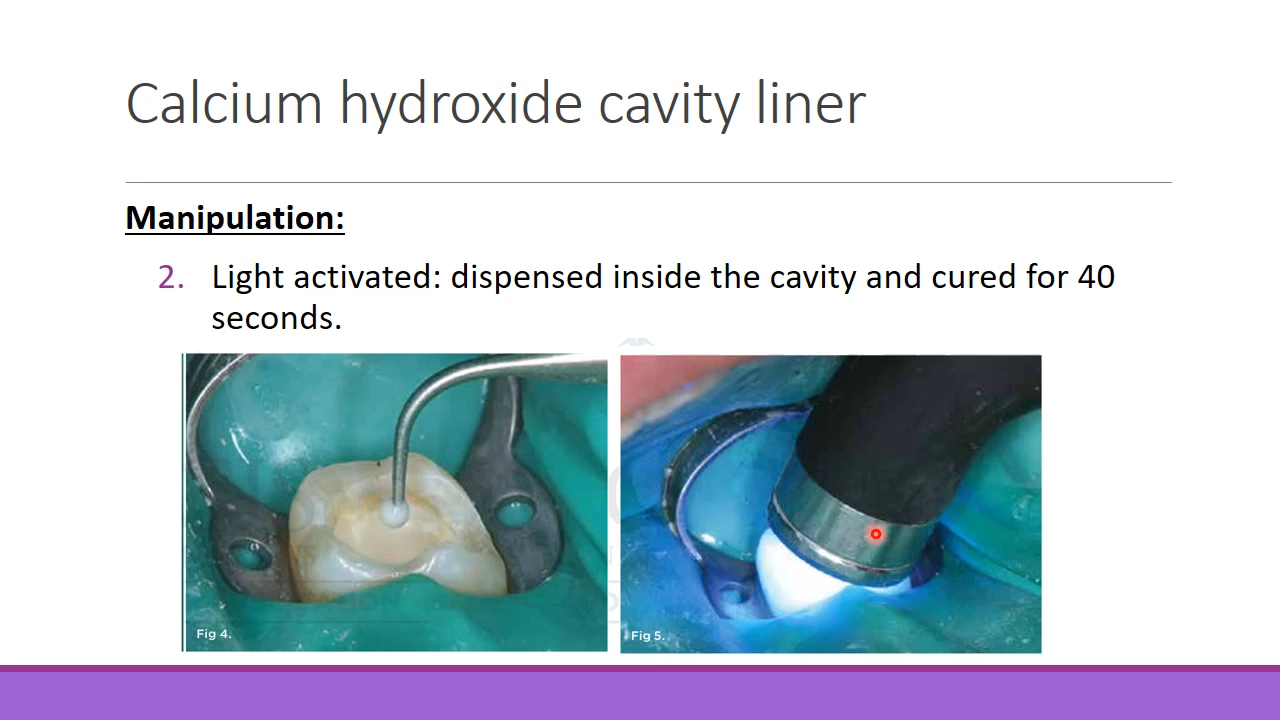 Calcium hydroxide cavity liner
Manipulation:
2. Light activated: dispensed inside the cavity and cured for 40
seconds.
Fig 4.
Fig 5.